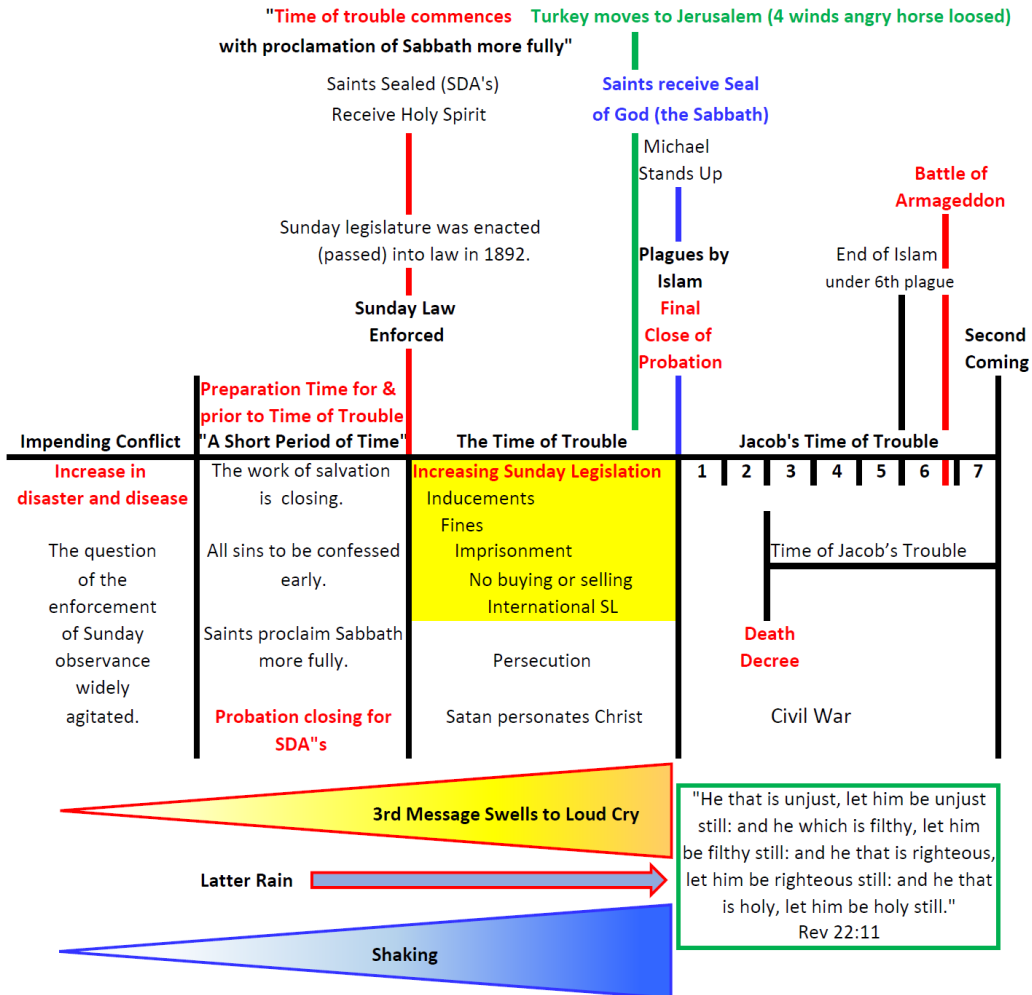 "Time of trouble commences
with proclamation of Sabbath more fully"
Turkey moves to Jerusalem (4 winds angry horse loosed)
Saints Sealed (SDA's)
Receive Holy Spirit
Saints receive Seal
of God (the Sabbath)
Michael
Stands Up
Battle of
Armageddon
Sunday legislature was enacted
(passed) into law in 1892.
Plagues by
Islam
Final
Close of
Probation
End of Islam
under 6th plague
Sunday Law
Enforced
Second
Coming
Preparation Time for &
prior to Time of Trouble
Impending Conflict
"A Short Period of Time"
The Time of Trouble
Jacob's Time of Trouble
Increase in
disaster and disease
The question
of the
enforcement
of Sunday
observance
widely
agitated.
The work of salvation
is closing.
All sins to be confessed
early.
Saints proclaim Sabbath
more fully.
Probation closing for
SDA"s
Increasing Sunday Legislation
Inducements
Fines
Imprisonment
No buying or selling
International SL
Persecution
Satan personates Christ
1 2 3 4 5 6 7
Time of Jacob's Trouble
Death
Decree
Civil War
3rd Message Swells to Loud Cry
Latter Rain
Shaking
"He that is unjust, let him be unjust
still: and he which is filthy, let him
be filthy still: and he that is righteous,
let him be righteous still: and he that
is holy, let him be holy still."
Rev 22:11